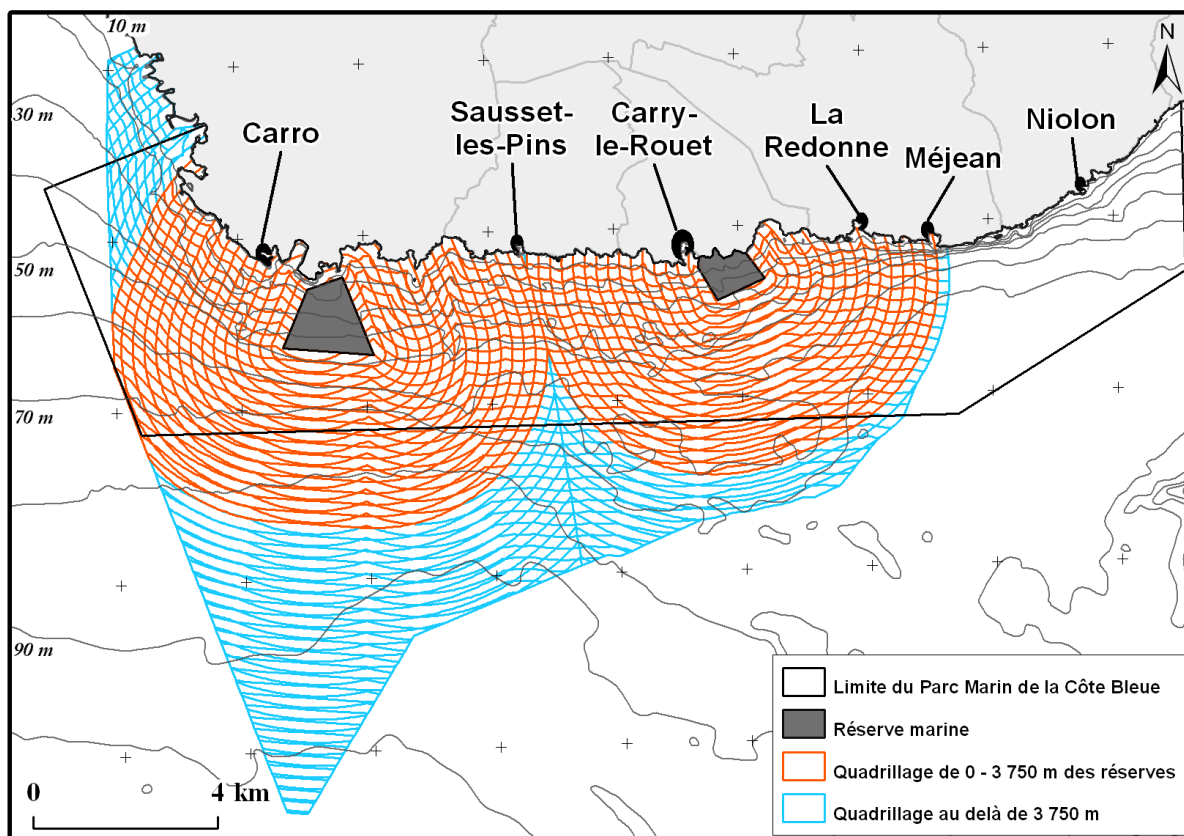 10 m
N
30 m
Carro
Sausset-
les-Pins
Carry-
le-Rouet
La
Redonne
Méjean
Niolon
50 m
70 m
90 m
Limite du Parc Marin de la Côte Bleue
Réserve marine
Quadrillage de 0 - 3 750 m des réserves
Quadrillage au delà de 3 750 m
0 4 km